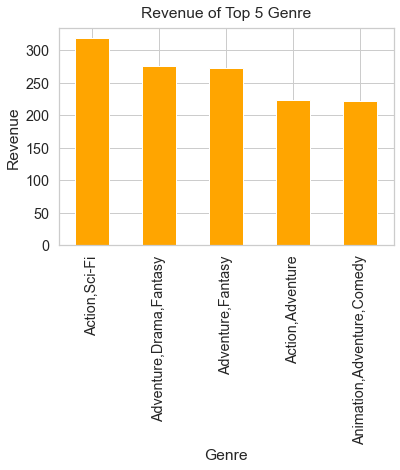 Revenue of Top 5 Genre
300
250
200
150
100
50
0
Revenue
Action,Sci-Fi
Adventure,Drama,Fantasy
Adventure,Fantasy
Action,Adventure
Animation,Adventure,Comedy
Genre